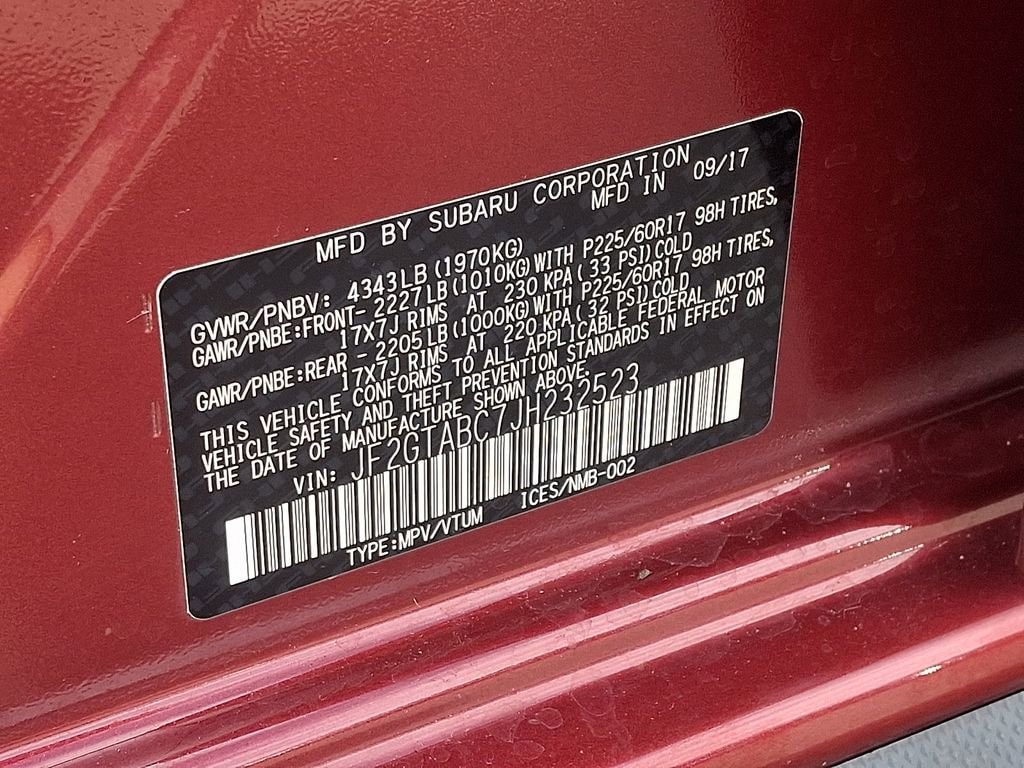 MFD BY SUBARU CORPORATION
MFD IN 09/17
GVWR/PNBV: 4343LB(1970KG)
GAWR/PNBE:FRONT- 2227LB(1010KG)WITH P225/60R17 98H TIRES,
17X7J RIMS AT 230 KPA(33 PSI)COLD
GAWR/PNBE:REAR - 2205LB(1000KG)WITH P225/60R17 98H TIRES,
17X7J RIMS AT 220 KPA(32 PSI)COLD
THIS VEHICLE CONFORMS TO ALL APPLICABLE FEDERAL MOTOR
VEHICLE SAFETY AND THEFT PREVENTION STANDARDS IN EFFECT ON
THE DATE OF MANUFACTURE SHOWN ABOVE.
VIN: JF2GTABC7JH232523
TYPE:MPV/VTUM ICES/NMB-002